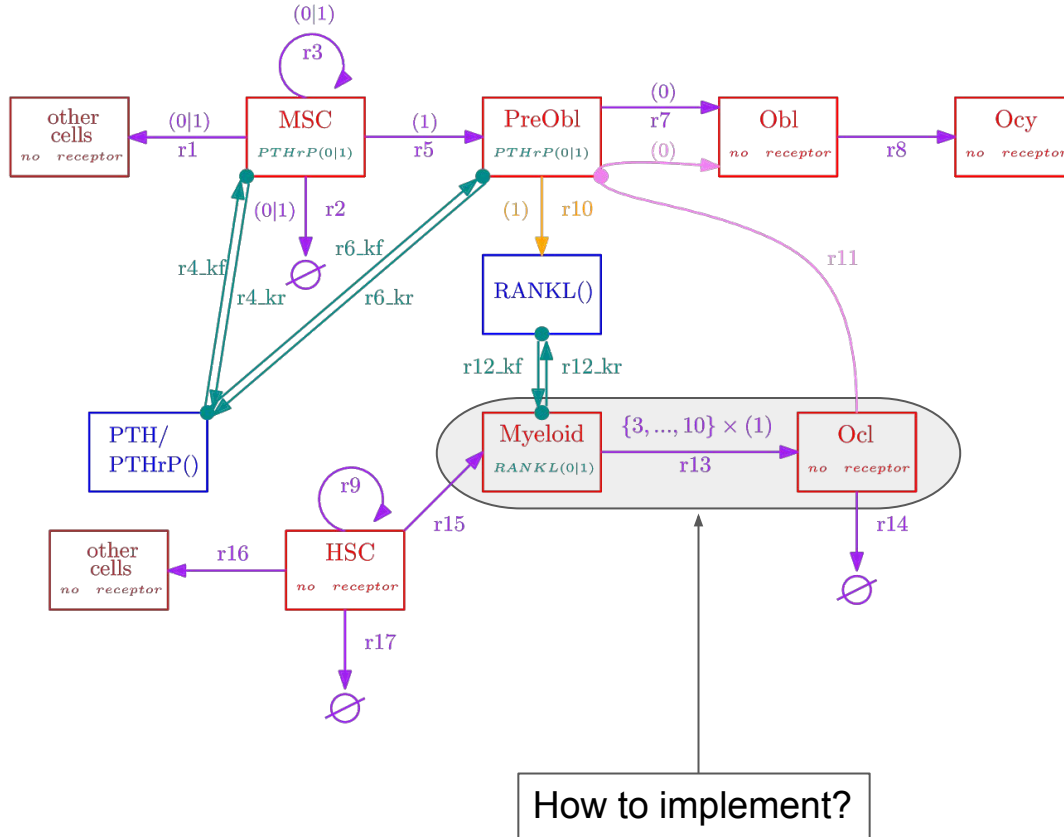 (0|1)
r3
other
cells
no receptor
(0|1)
r1
MSC
PTHrP(0|1)
(1)
r5
PreObl
PTHrP(0|1)
(0)
r7
(0)
Obl
no receptor
r8
Ocy
no receptor
(0|1)
r2
(1)
r10
r4_kf
r4_kr
r6_kf
r6_kr
RANKL()
r11
r12_kf
r12_kr
PTH/
PTHrP()
Myeloid
RANKL(0|1)
{3, ..., 10} × (1)
r13
Ocl
no receptor
r9
r15
r14
other
cells
no receptor
r16
HSC
no receptor
r17
How to implement?